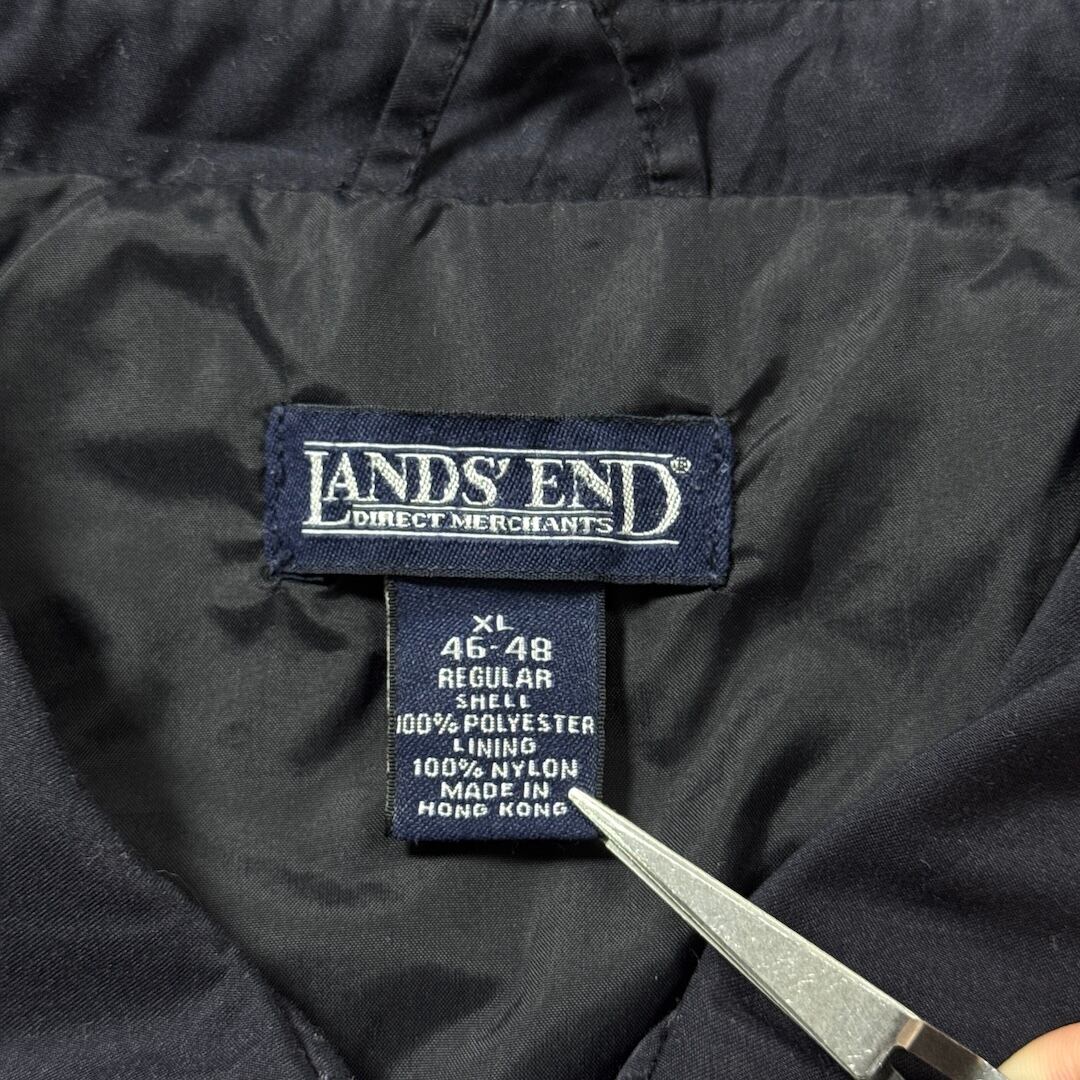 LANDS' END®
DIRECT MERCHANTS
XL
46-48
REGULAR
SHELL
100% POLYESTER
LINING
100% NYLON
MADE IN
HONG KONG